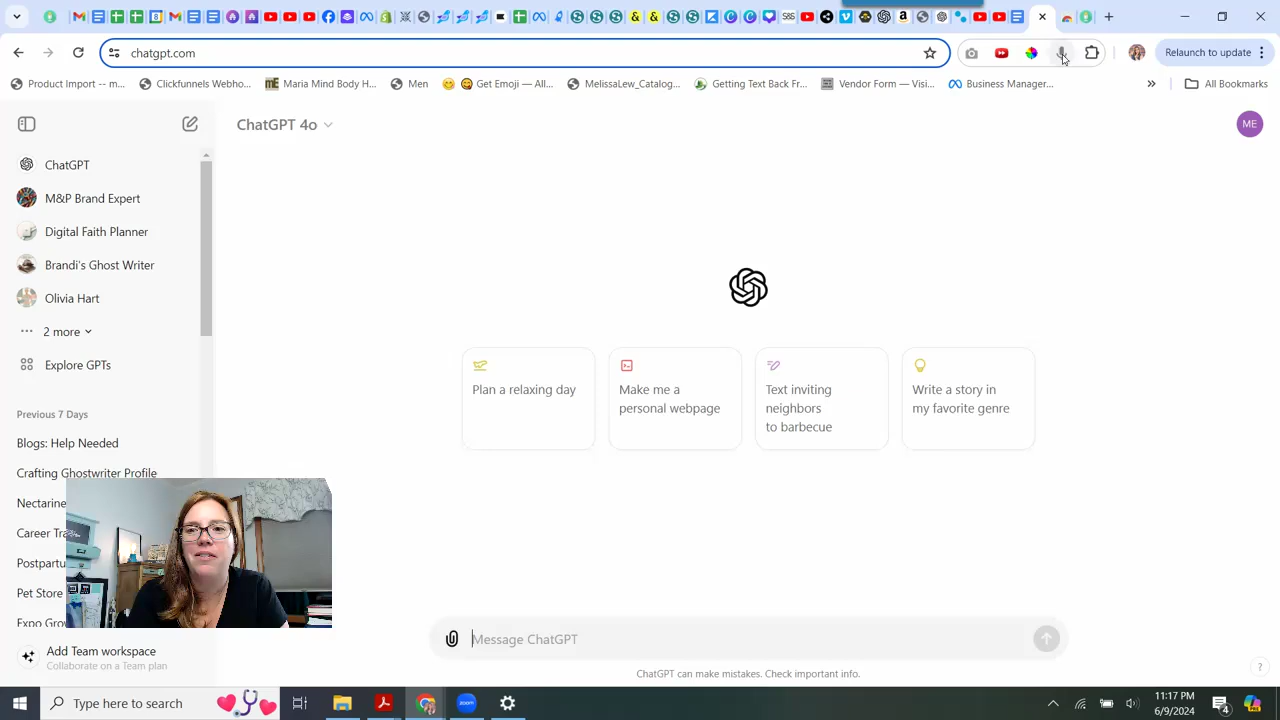 chatgpt.com
Relaunch to update
Product Import -- m...
Clickfunnels Webho...
Maria Mind Body H...
Men
Get Emoji — All...
MelissaLew_Catalog...
Getting Text Back Fr...
Vendor Form — Visi...
Business Manager...
»
All Bookmarks
ChatGPT 4o
ME
ChatGPT
M&P Brand Expert
Digital Faith Planner
Brandi's Ghost Writer
Olivia Hart
2 more
Explore GPTs
Previous 7 Days
Blogs: Help Needed
Crafting Ghostwriter Profile
Nectarine
Career Tra
Postpartu
Pet Store
Expo Grow
Add Team workspace
Collaborate on a Team plan
Plan a relaxing day
Make me a
personal webpage
Text inviting
neighbors
to barbecue
Write a story in
my favorite genre
Message ChatGPT
ChatGPT can make mistakes. Check important info.
?
Type here to search
zoom
11:17 PM
6/9/2024
4